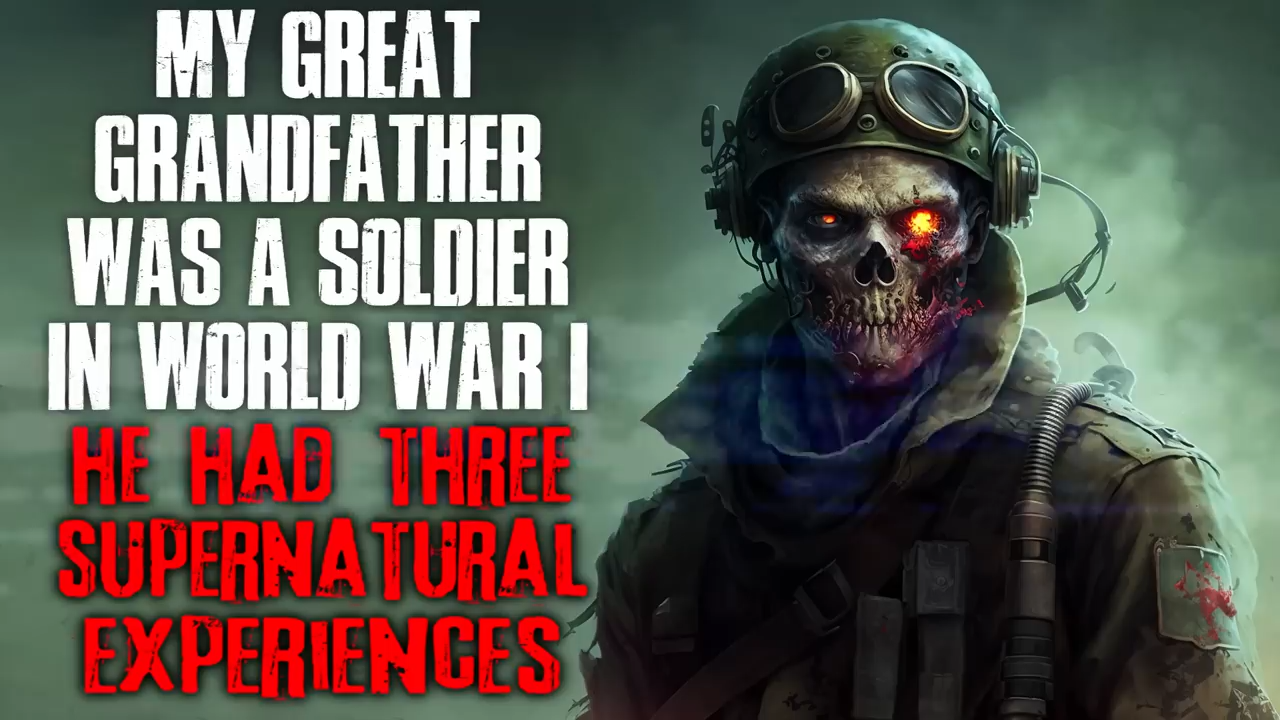 MY GREAT
GRANDFATHER
WAS A SOLDIER
IN WORLD WAR I
HE HAD THREE
SUPERNATURAL
EXPERIENCES